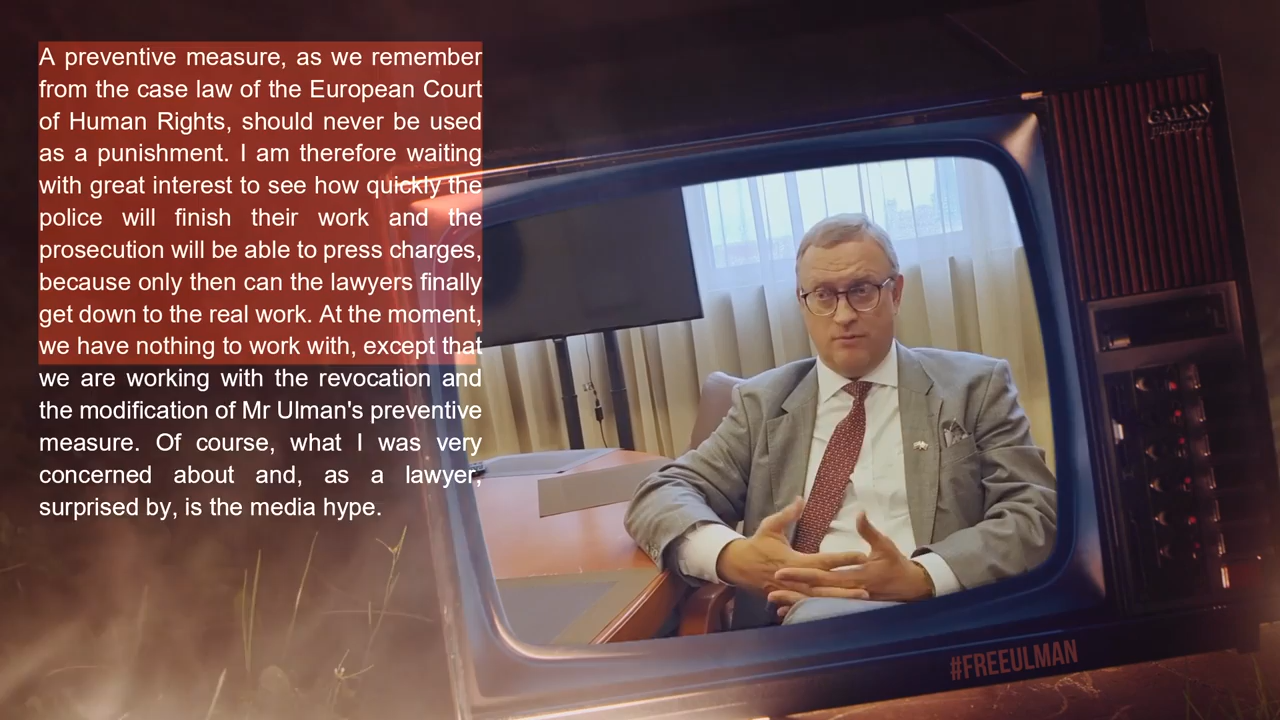 A preventive measure, as we remember
from the case law of the European Court
of Human Rights, should never be used
as a punishment. I am therefore waiting
with great interest to see how quickly the
police will finish their work and the
prosecution will be able to press charges,
because only then can the lawyers finally
get down to the real work. At the moment,
we have nothing to work with, except that
we are working with the revocation and
the modification of Mr Ulman's preventive
measure. Of course, what I was very
concerned about and, as a lawyer,
surprised by, is the media hype.
GALAXY
#FREEULMAN